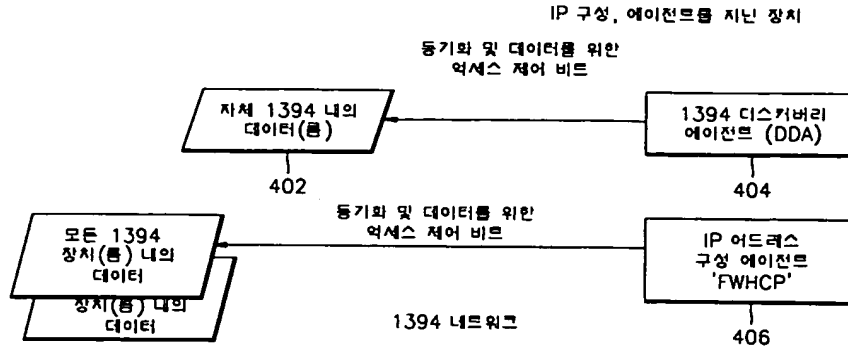 IP 구성, 에이전트를 지닌 장치
동기화 및 데이터를 위한
억세스 제어 비트
자체 1394 내의
데이터(롬)
402
1394 디스커버리
에이전트 (DDA)
404
동기화 및 데이터를 위한
억세스 제어 비트
모든 1394
장치(롬) 내의
데이터
장치(롬) 내의
데이터
IP 어드레스
구성 에이전트
'FWHCP'
406
1394 네트워크